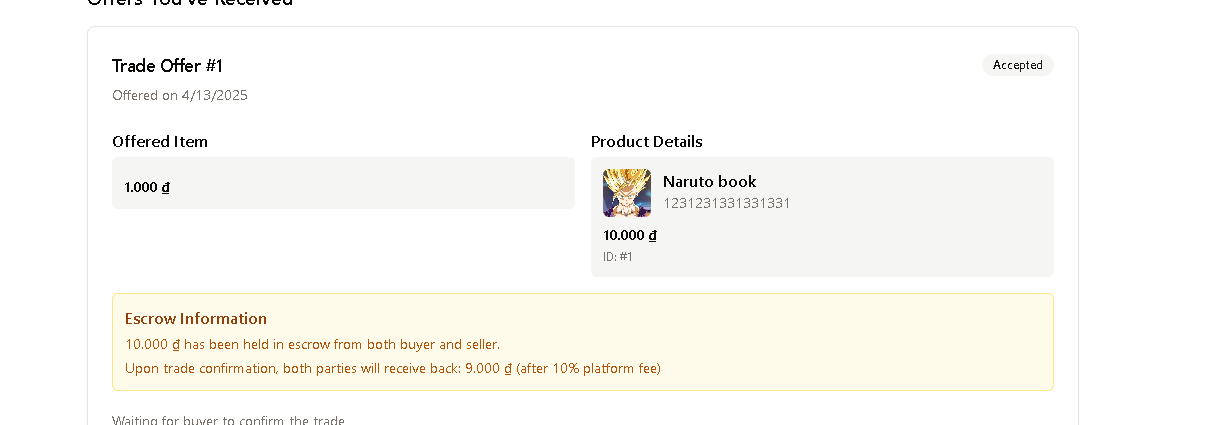 Offers You've Received
Trade Offer #1
Accepted
Offered on 4/13/2025
Offered Item
1.000 ₫
Product Details
Naruto book
1231231331331331
10.000 ₫
ID: #1
Escrow Information
10.000 ₫ has been held in escrow from both buyer and seller.
Upon trade confirmation, both parties will receive back: 9.000 ₫ (after 10% platform fee)
Waiting for buyer to confirm the trade